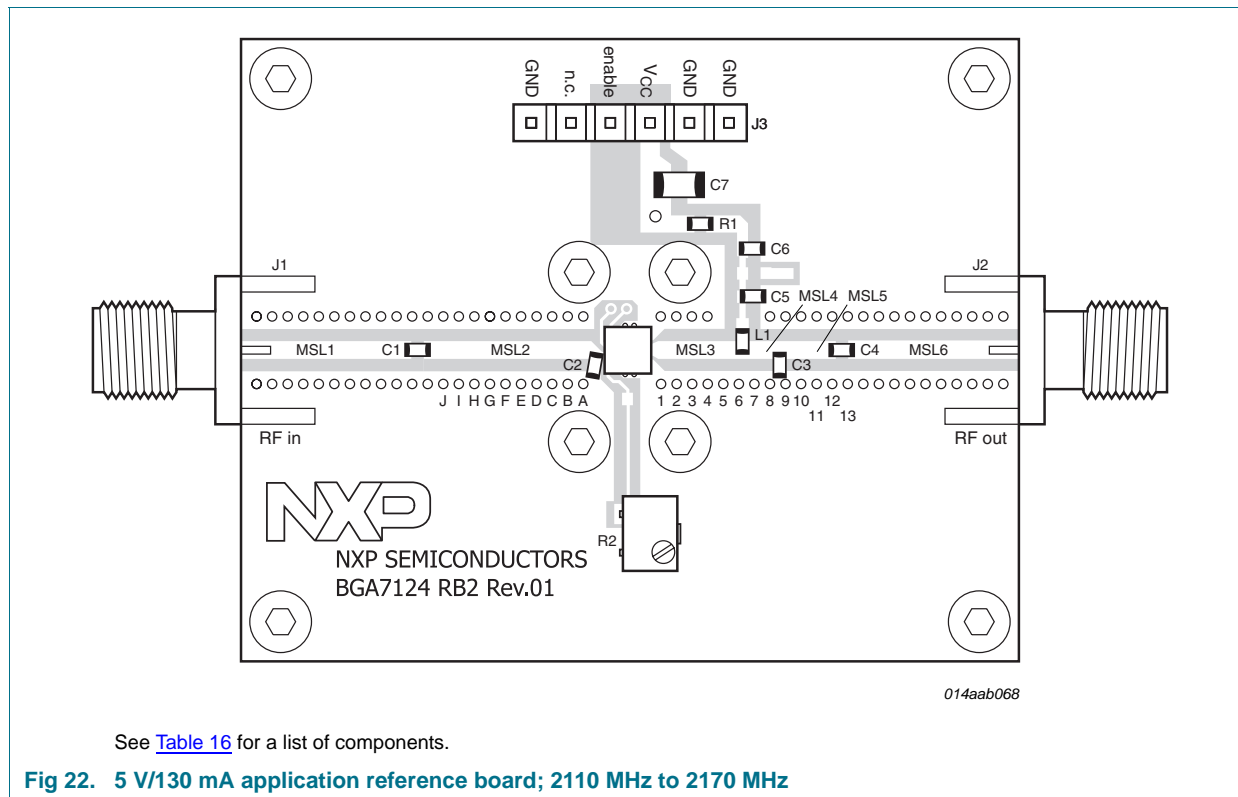 GND
n.c.
enable
VCC
GND
GND
J3
C7
R1
C6
J1
J2
C5
MSL4
MSL5
L1
MSL1
C1
MSL2
C2
MSL3
C3
C4
MSL6
J I H G F E D C B A
1 2 3 4 5 6 7 8 9 10 12
11 13
RF in
RF out
NXP
R2
NXP SEMICONDUCTORS
BGA7124 RB2 Rev.01
014aab068
See Table 16 for a list of components.
Fig 22. 5 V/130 mA application reference board; 2110 MHz to 2170 MHz